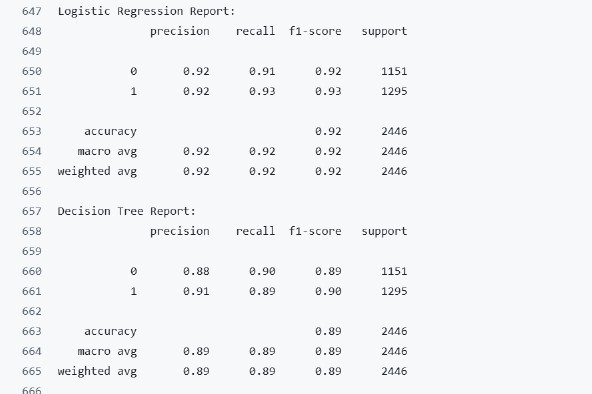 647 Logistic Regression Report:
648 precision recall f1-score support
649
650 0 0.92 0.91 0.92 1151
651 1 0.92 0.93 0.93 1295
652
653 accuracy 0.92 2446
654 macro avg 0.92 0.92 0.92 2446
655 weighted avg 0.92 0.92 0.92 2446
656
657 Decision Tree Report:
658 precision recall f1-score support
659
660 0 0.88 0.90 0.89 1151
661 1 0.91 0.89 0.90 1295
662
663 accuracy 0.89 2446
664 macro avg 0.89 0.89 0.89 2446
665 weighted avg 0.89 0.89 0.89 2446
666